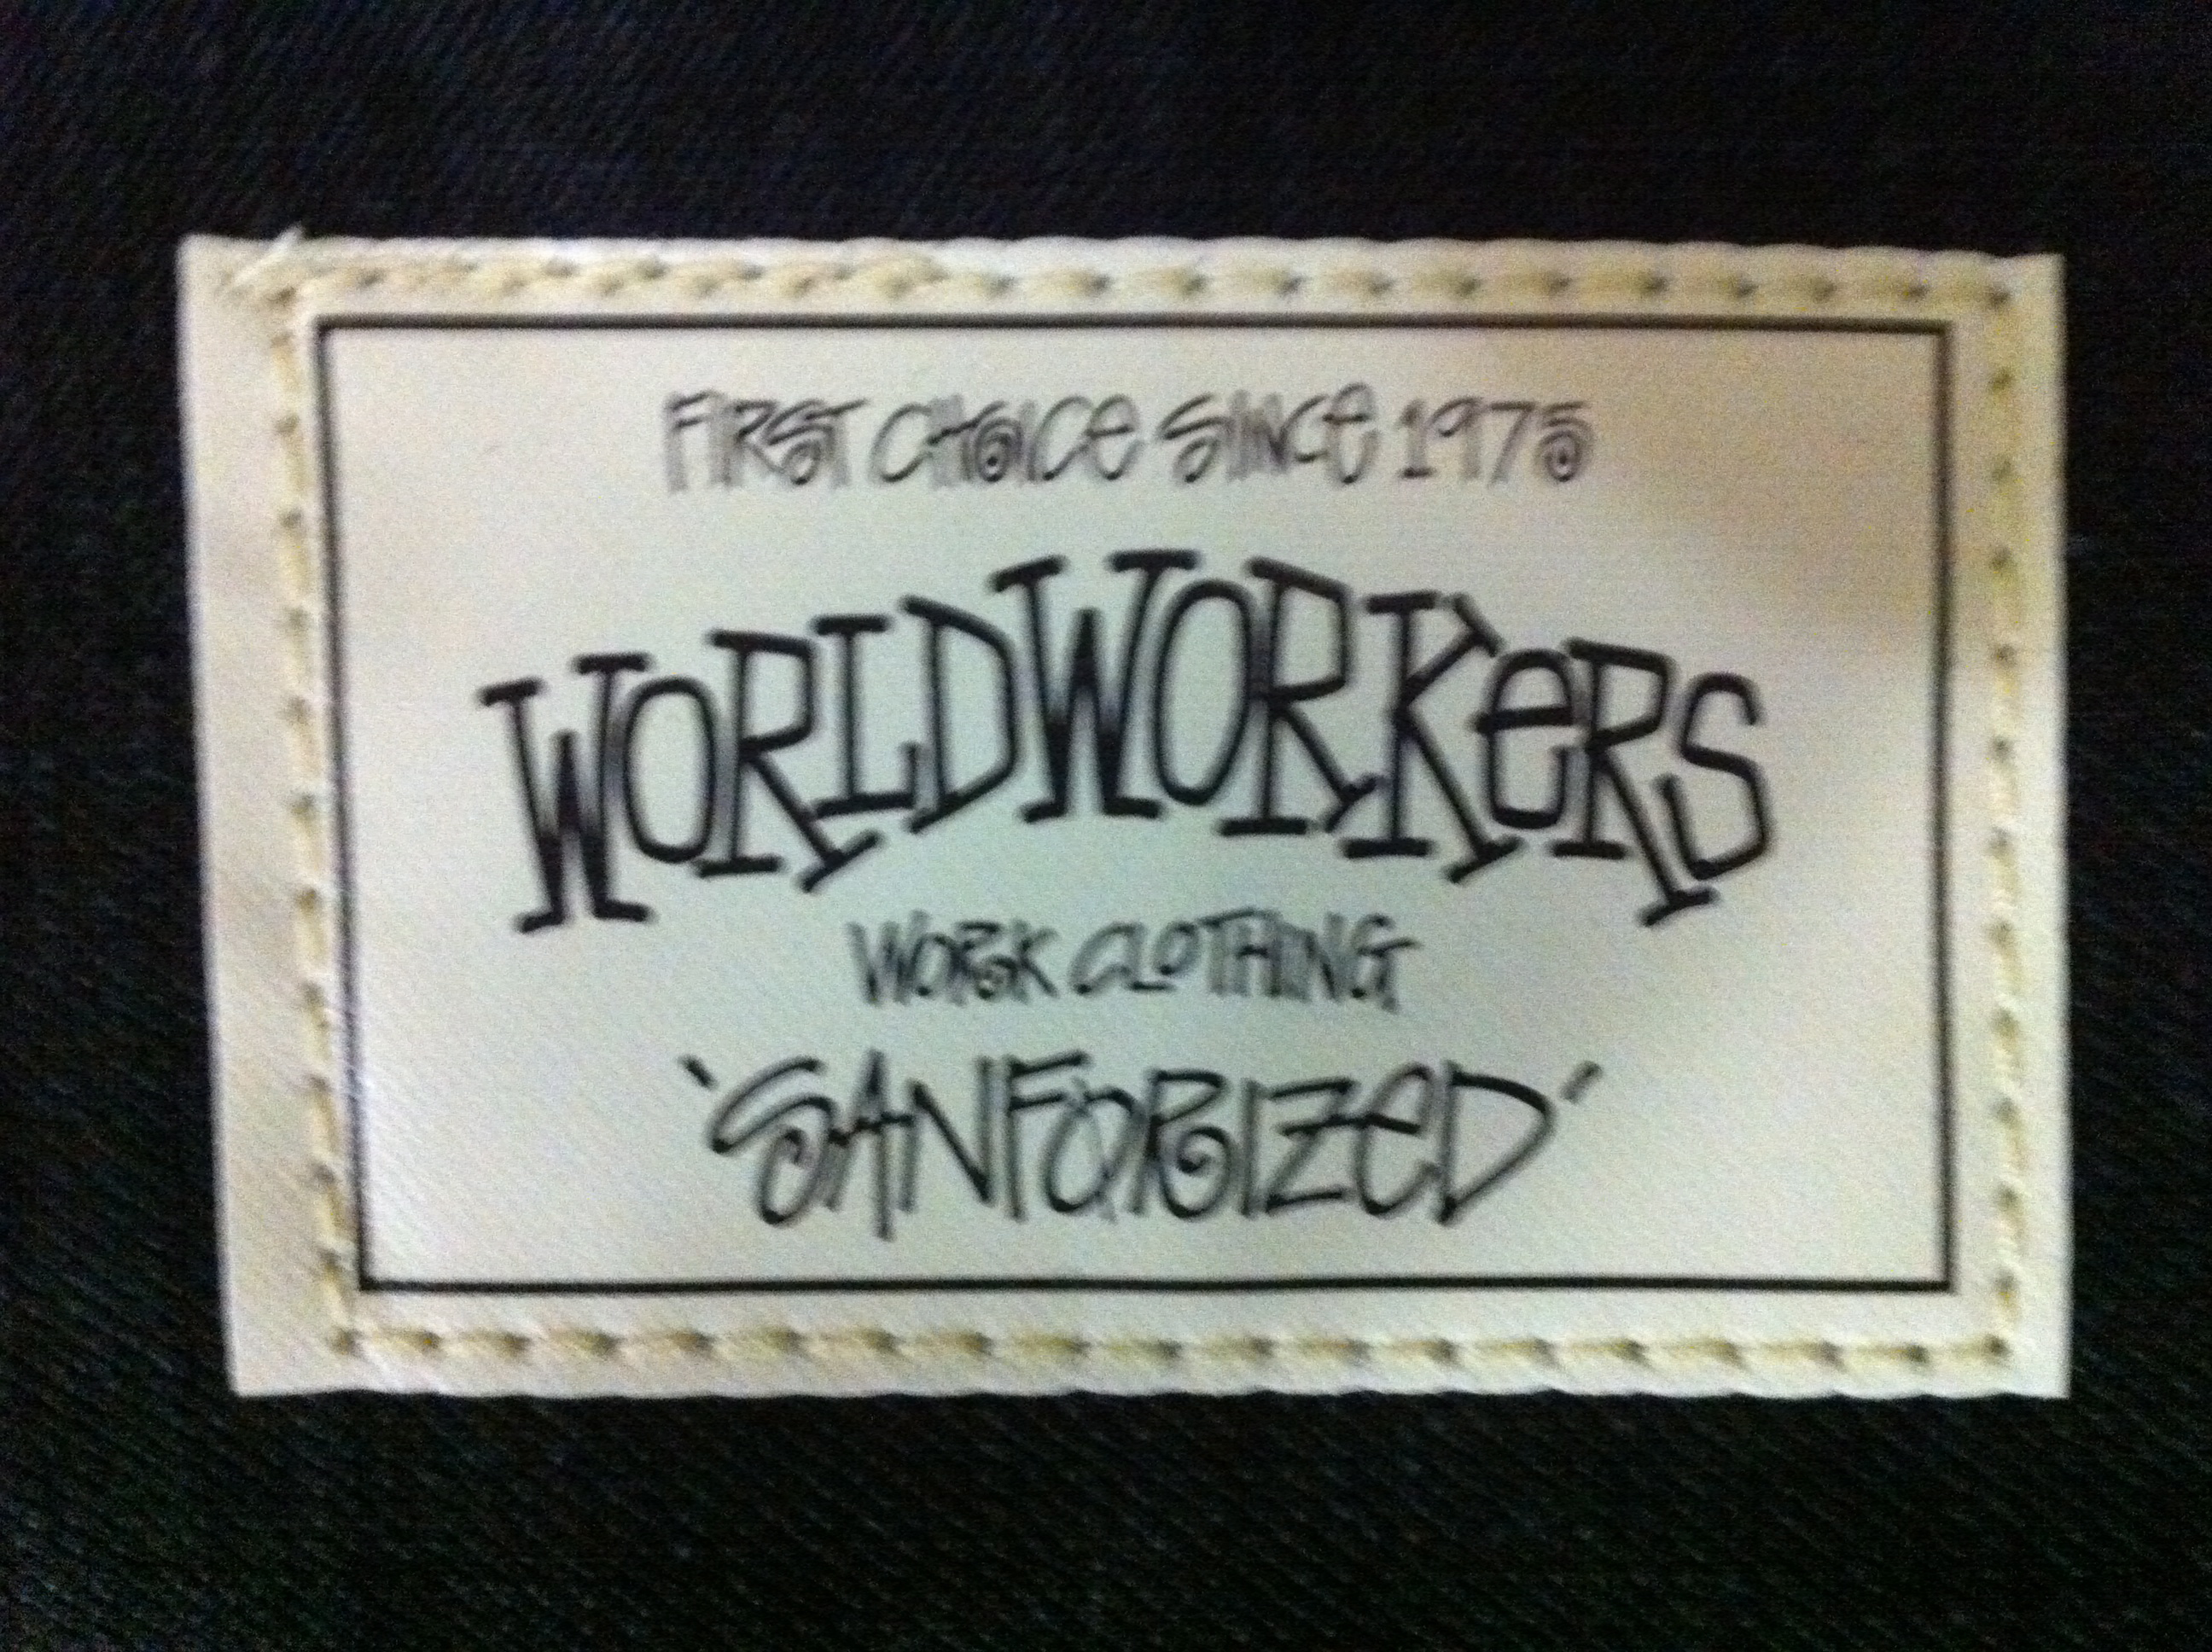 FIRST CHOICE SINCE 1975
WORLDWORKeRS
WORK CLOTHING
'SANFORIZeD'